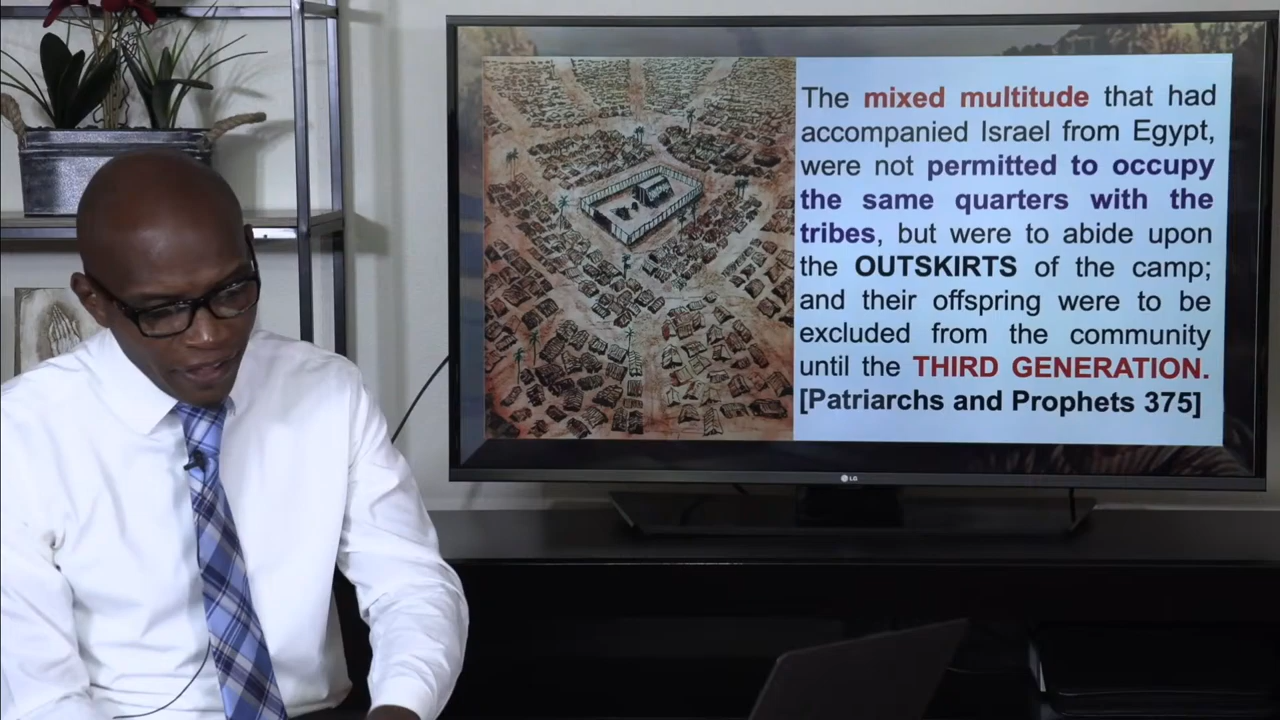 The mixed multitude that had
accompanied Israel from Egypt,
were not permitted to occupy
the same quarters with the
tribes, but were to abide upon
the OUTSKIRTS of the camp;
and their offspring were to be
excluded from the community
until the THIRD GENERATION.
[Patriarchs and Prophets 375]
LG